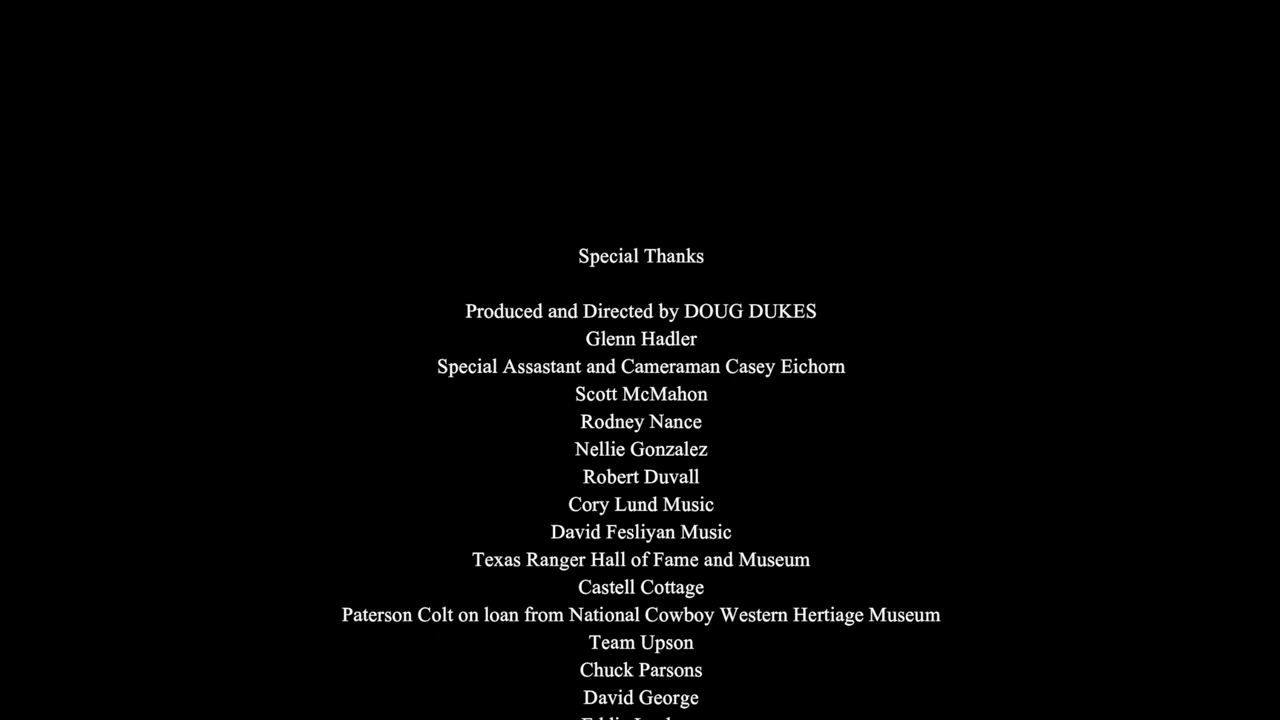 Special Thanks
Produced and Directed by DOUG DUKES
Glenn Hadler
Special Assastant and Cameraman Casey Eichorn
Scott McMahon
Rodney Nance
Nellie Gonzalez
Robert Duvall
Cory Lund Music
David Fesliyan Music
Texas Ranger Hall of Fame and Museum
Castell Cottage
Paterson Colt on loan from National Cowboy Western Hertiage Museum
Team Upson
Chuck Parsons
David George